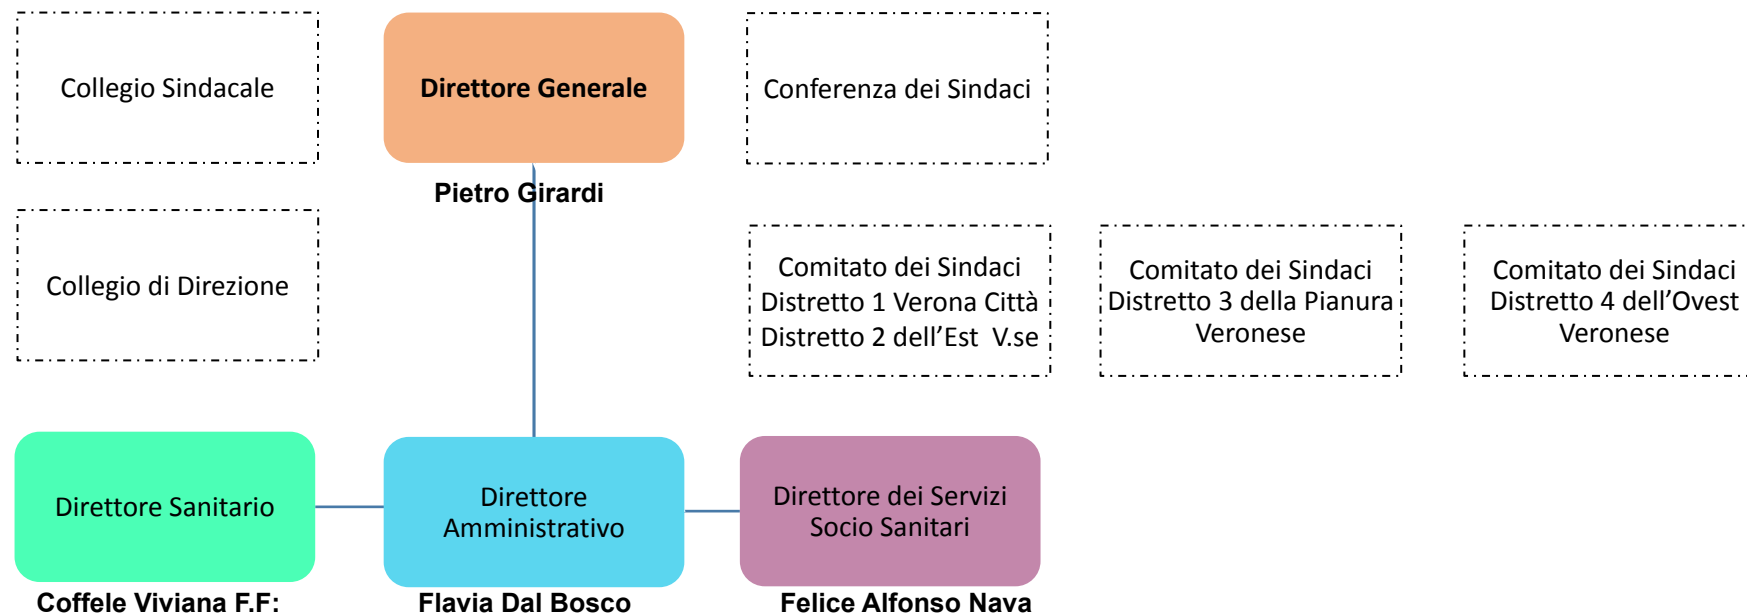 Collegio Sindacale
Direttore Generale
Conferenza dei Sindaci
Pietro Girardi
Collegio di Direzione
Comitato dei Sindaci
Distretto 1 Verona Città
Distretto 2 dell’Est V.se
Comitato dei Sindaci
Distretto 3 della Pianura
Veronese
Comitato dei Sindaci
Distretto 4 dell’Ovest
Veronese
Direttore Sanitario
Direttore
Amministrativo
Direttore dei Servizi
Socio Sanitari
Coffele Viviana F.F:
Flavia Dal Bosco
Felice Alfonso Nava